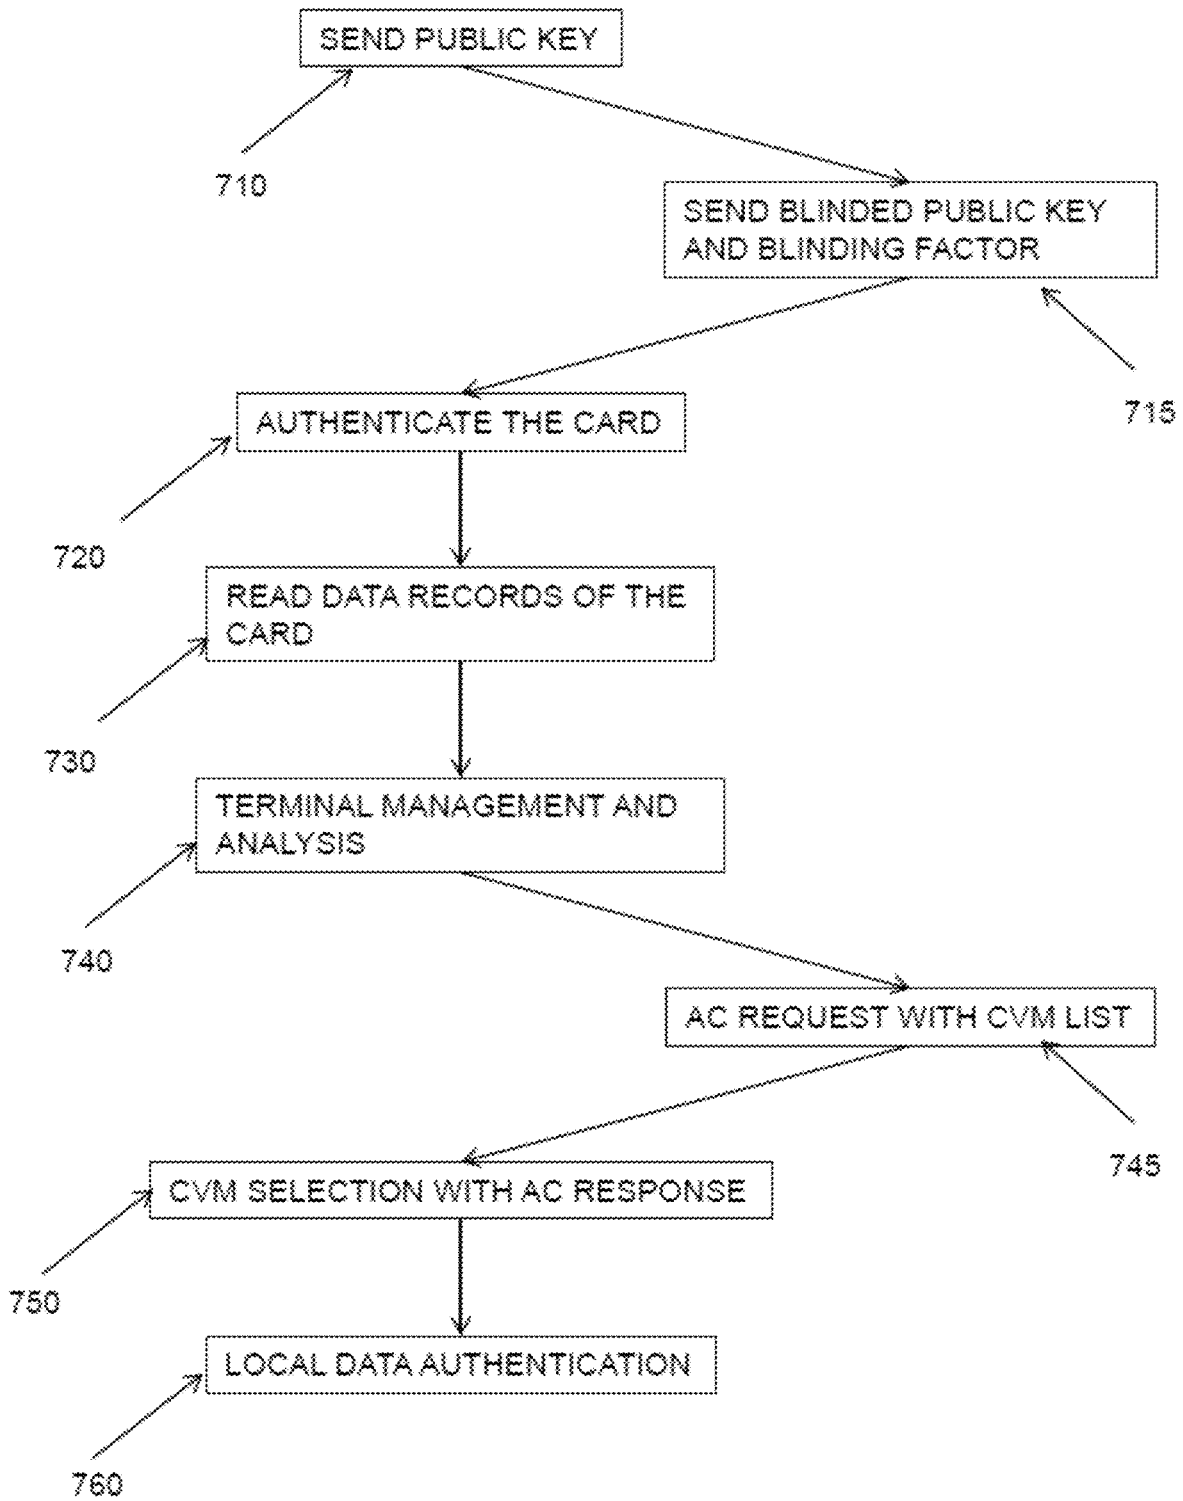 SEND PUBLIC KEY
710
SEND BLINDED PUBLIC KEY
AND BLINDING FACTOR
715
AUTHENTICATE THE CARD
720
READ DATA RECORDS OF THE
CARD
730
TERMINAL MANAGEMENT AND
ANALYSIS
740
AC REQUEST WITH CVM LIST
745
CVM SELECTION WITH AC RESPONSE
750
LOCAL DATA AUTHENTICATION
760